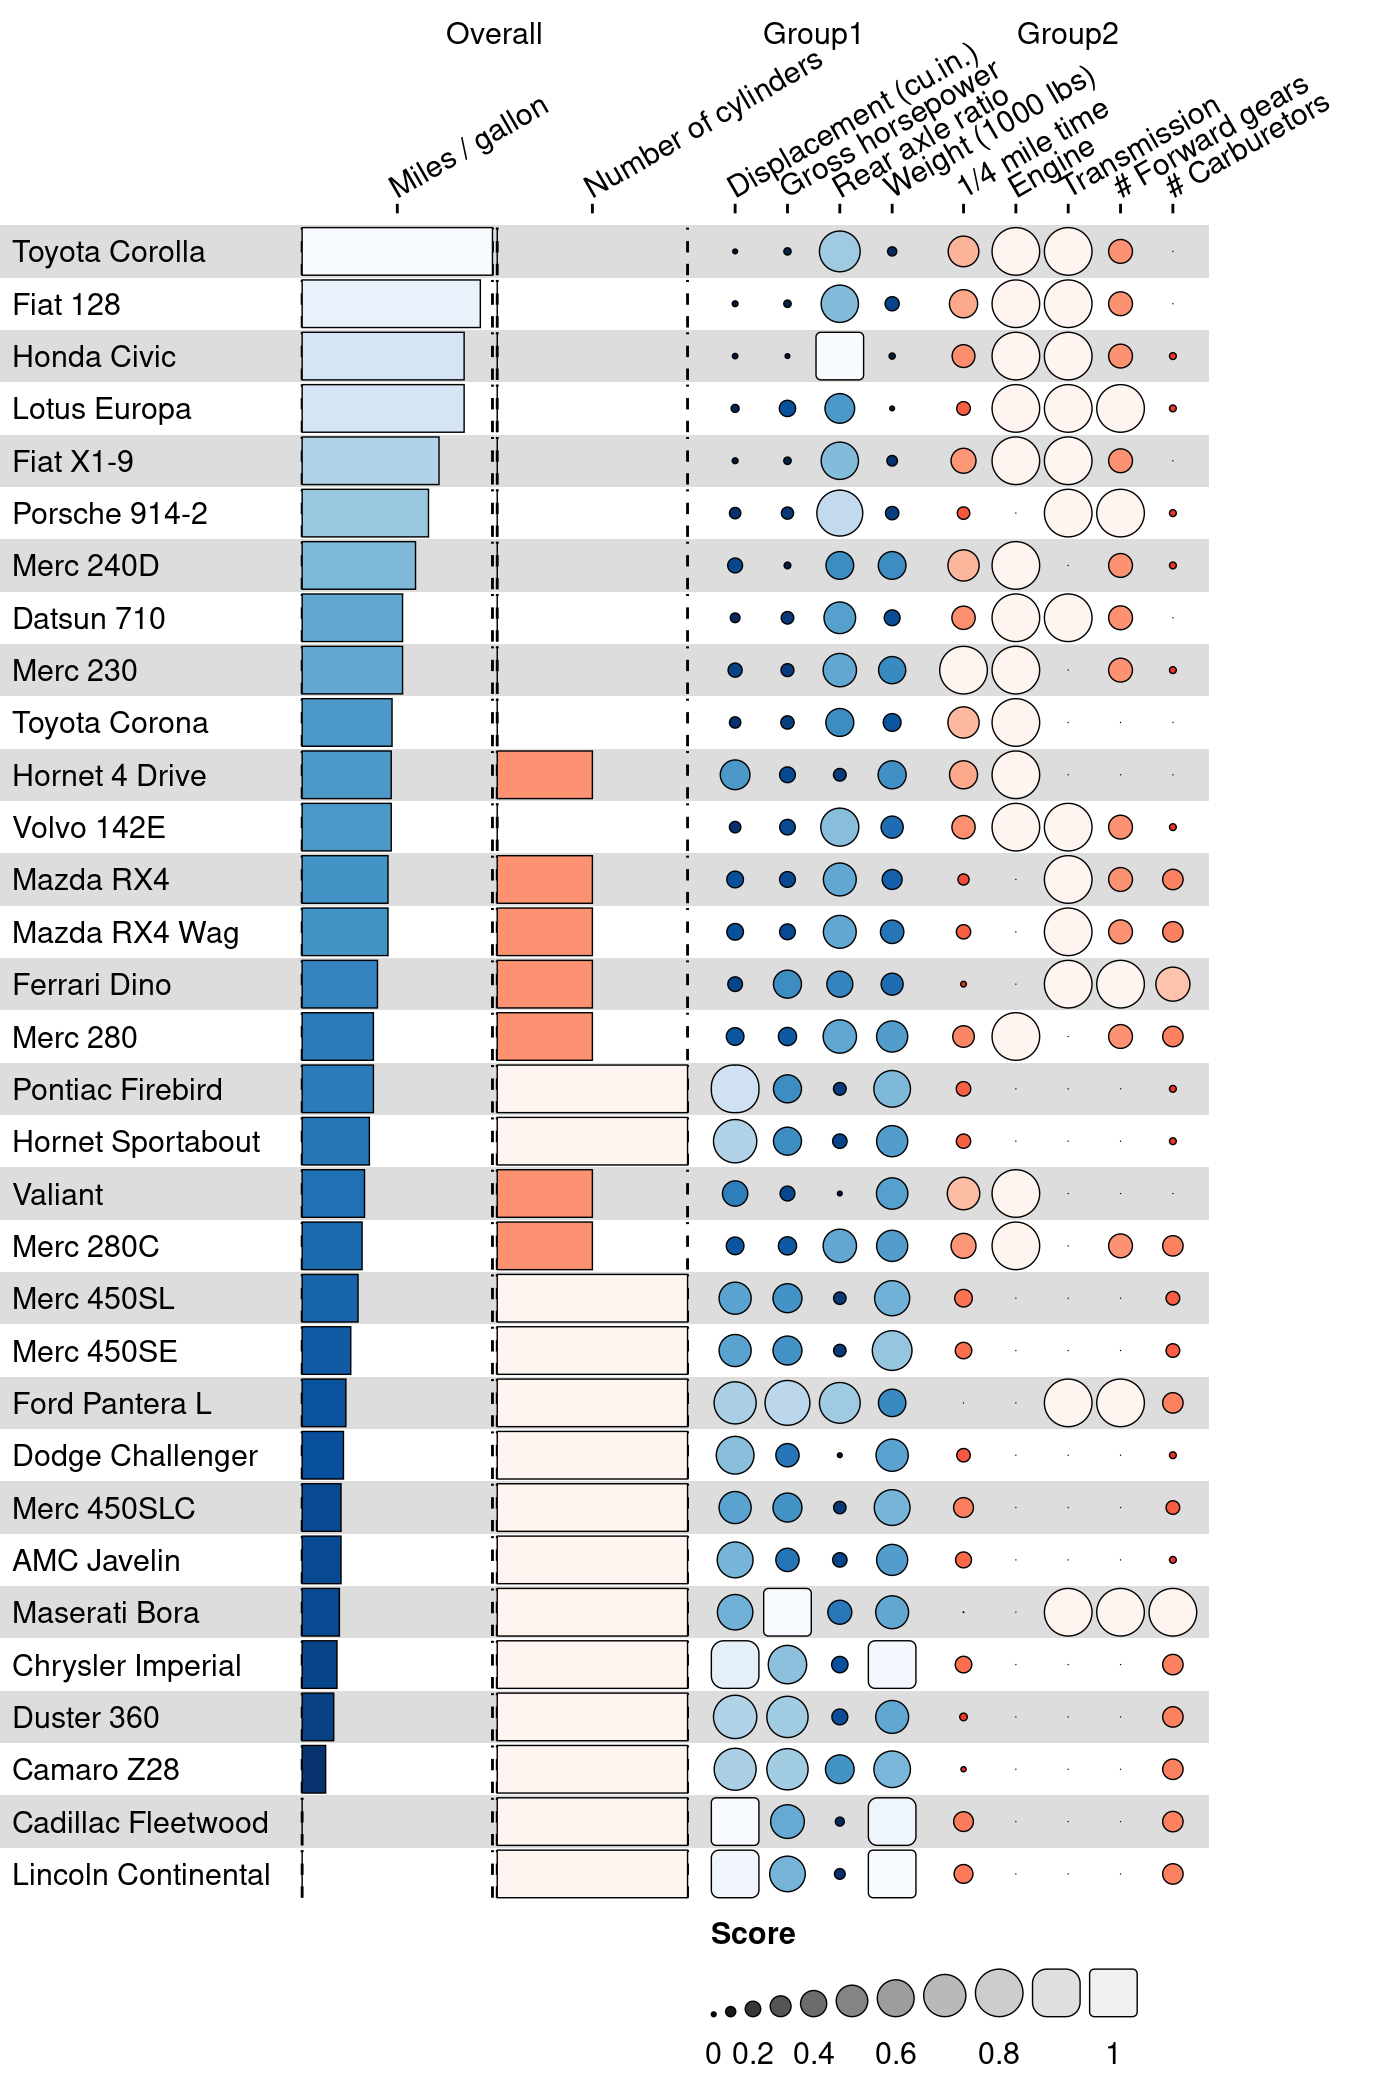 Overall
Group1
Group2
Miles / gallon
Number of cylinders
Displacement (cu.in.)
Gross horsepower
Rear axle ratio
Weight (1000 lbs)
1/4 mile time
Engine
Transmission
# Forward gears
# Carburetors
Toyota Corolla
Fiat 128
Honda Civic
Lotus Europa
Fiat X1-9
Porsche 914-2
Merc 240D
Datsun 710
Merc 230
Toyota Corona
Hornet 4 Drive
Volvo 142E
Mazda RX4
Mazda RX4 Wag
Ferrari Dino
Merc 280
Pontiac Firebird
Hornet Sportabout
Valiant
Merc 280C
Merc 450SL
Merc 450SE
Ford Pantera L
Dodge Challenger
Merc 450SLC
AMC Javelin
Maserati Bora
Chrysler Imperial
Duster 360
Camaro Z28
Cadillac Fleetwood
Lincoln Continental
Score
0 0.2 0.4 0.6 0.8 1